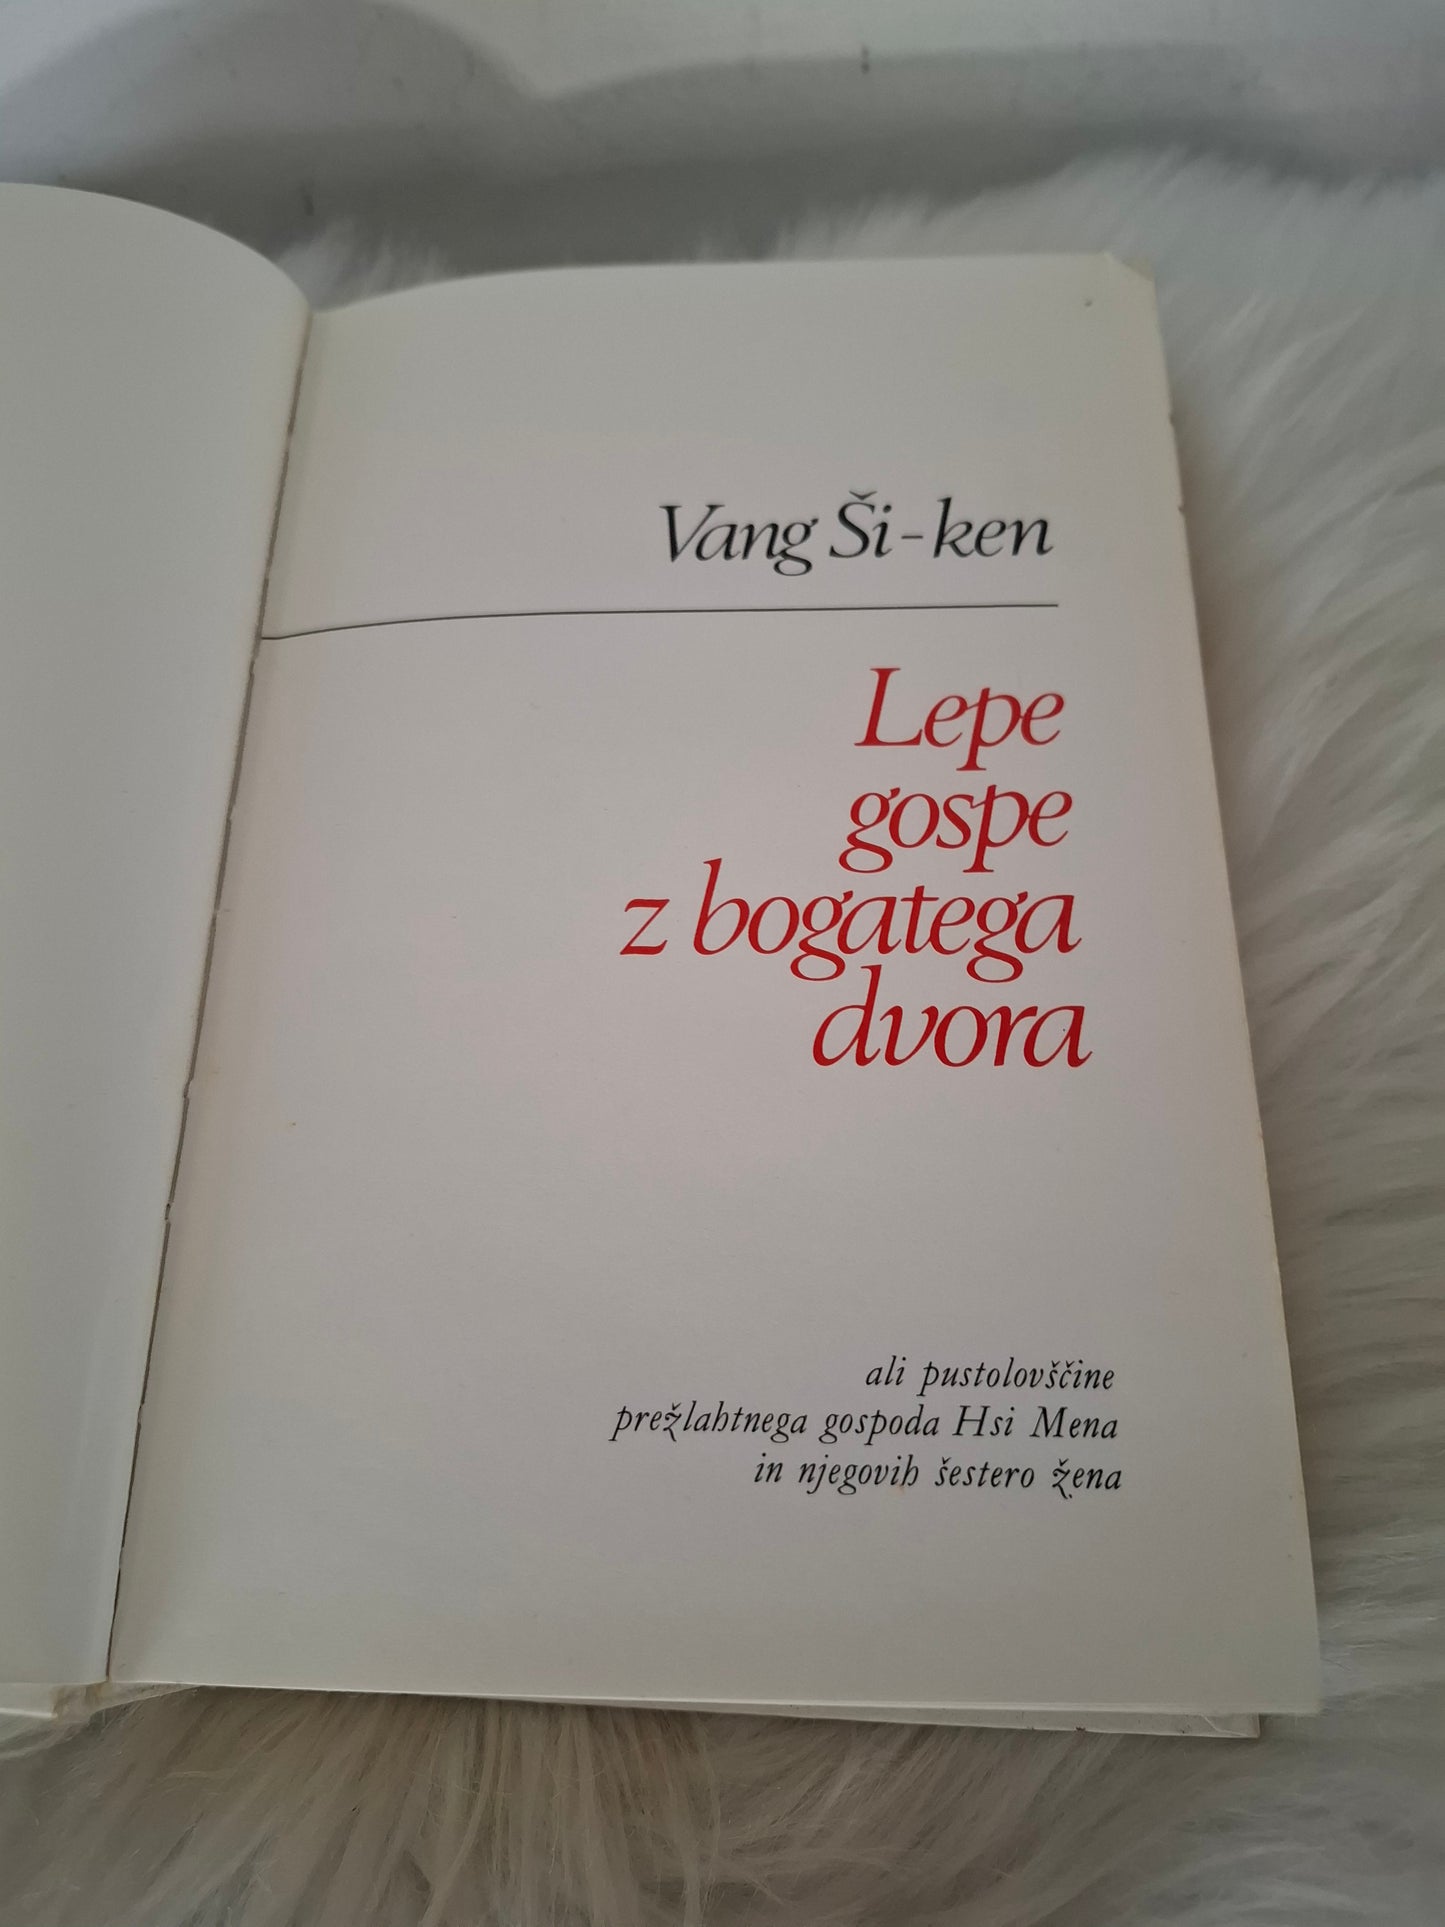 Vang Ši-ken
Lepe
gospe
z bogatega
dvora
ali pustolovščine
prežlahtnega gospoda Hsi Mena
in njegovih šestero žena